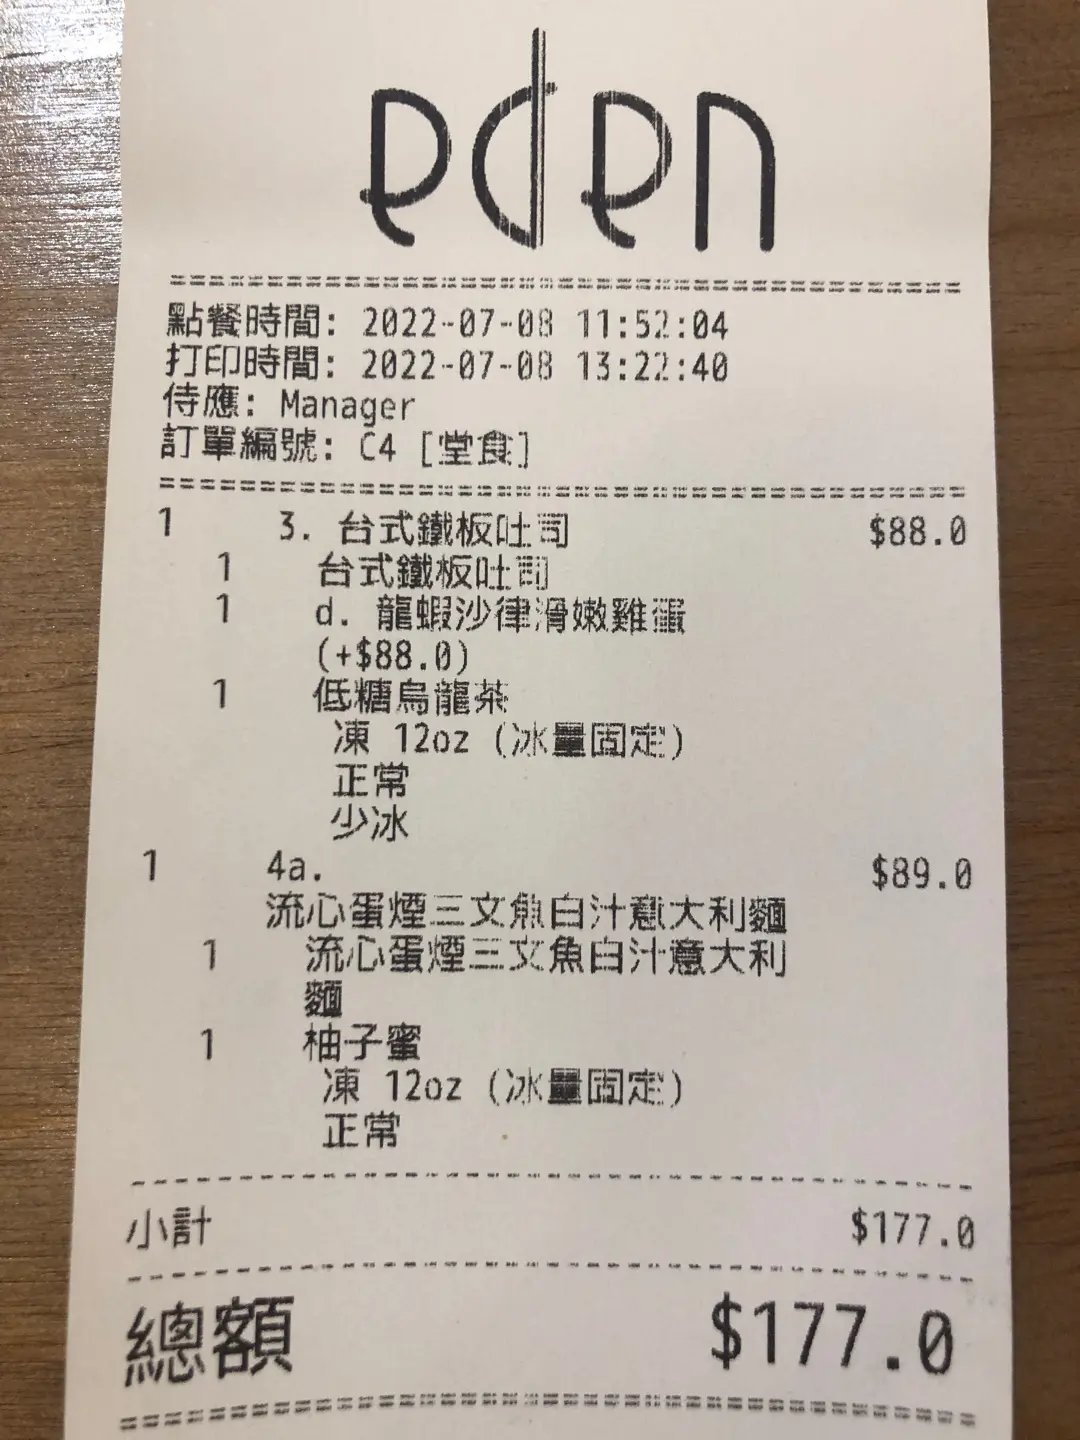 eden
點餐時間: 2022-07-08 11:52:04
打印時間: 2022-07-08 13:22:40
侍應: Manager
訂單編號: C4 [堂食]
1 3. 台式鐵板吐司 $88.0
1 台式鐵板吐司
1 d. 龍蝦沙律滑嫩雞蛋
(+$88.0)
1 低糖烏龍茶
凍 12oz (冰量固定)
正常
少冰
1 4a. $89.0
流心蛋煙三文魚白汁意大利麵
1 流心蛋煙三文魚白汁意大利
麵
1 柚子蜜
凍 12oz (冰量固定)
正常
小計 $177.0
總額 $177.0